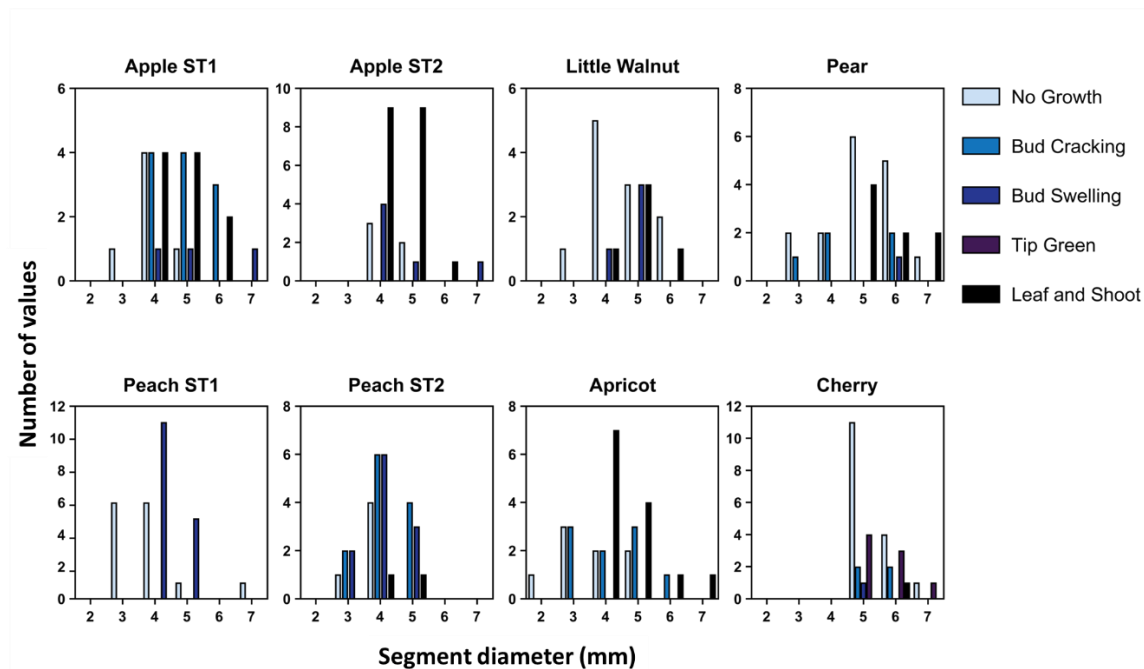 Apple ST1
Apple ST2
Little Walnut
Pear
6
4
2
0
2 3 4 5 6 7
10
8
6
4
2
0
2 3 4 5 6 7
6
4
2
0
2 3 4 5 6 7
8
6
4
2
0
2 3 4 5 6 7
No Growth
Bud Cracking
Bud Swelling
Tip Green
Leaf and Shoot
Number of values
Peach ST1
Peach ST2
Apricot
Cherry
12
10
8
6
4
2
0
2 3 4 5 6 7
8
6
4
2
0
2 3 4 5 6 7
8
6
4
2
0
2 3 4 5 6 7
12
10
8
6
4
2
0
2 3 4 5 6 7
Segment diameter (mm)